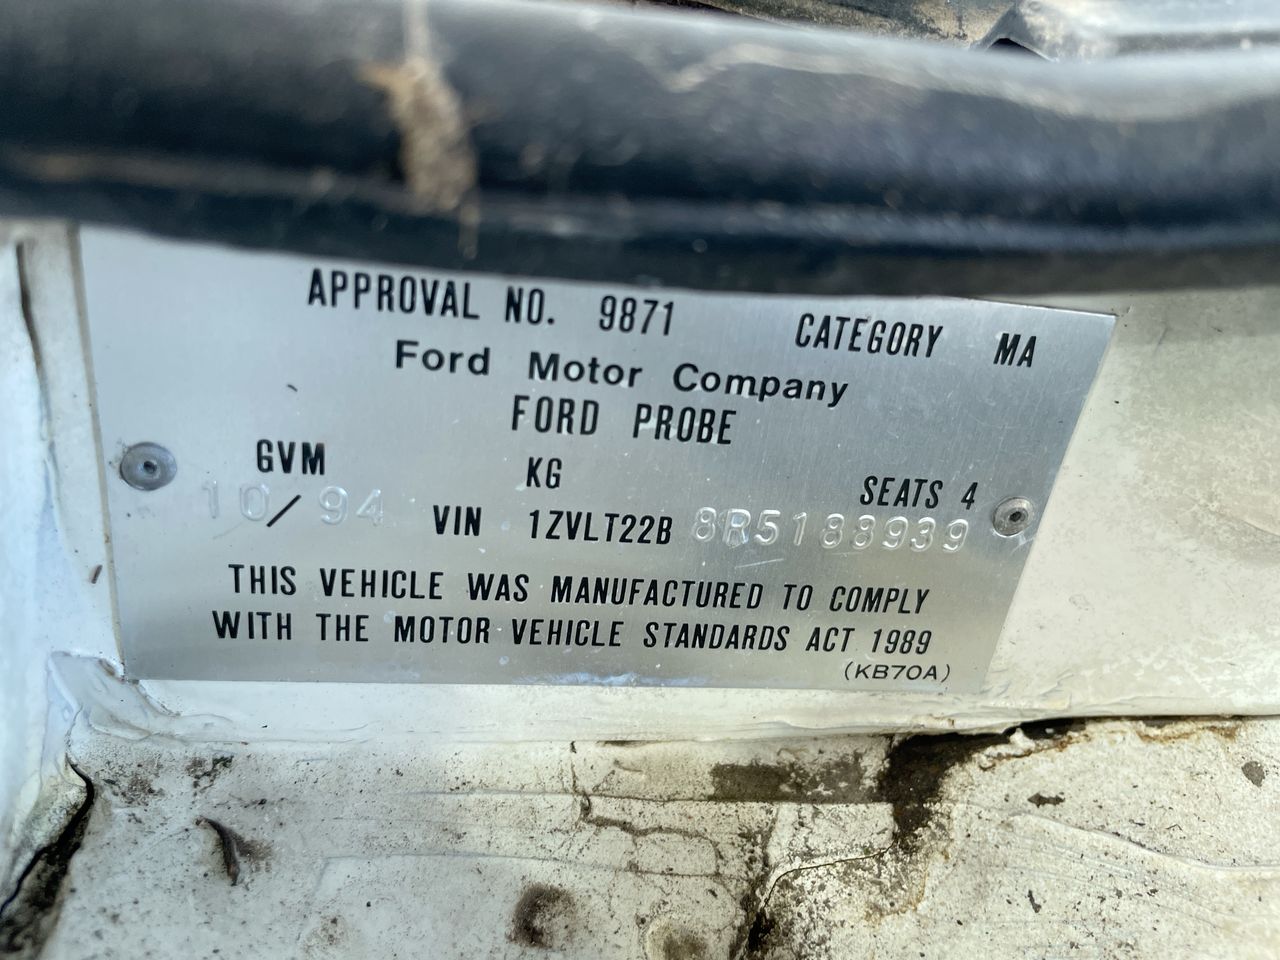 APPROVAL NO. 9871 CATEGORY MA
Ford Motor Company
FORD PROBE
GVM KG SEATS 4
10/94 VIN 1ZVLT22B 8R5188939
THIS VEHICLE WAS MANUFACTURED TO COMPLY
WITH THE MOTOR VEHICLE STANDARDS ACT 1989
(KB70A)